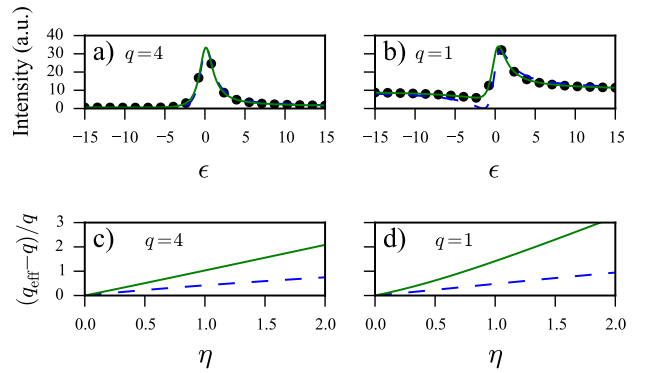 40
30
20
10
0
Intensity (a.u.)
a) q=4
−15 −10 −5 0 5 10 15
ϵ
b) q=1
−15 −10 −5 0 5 10 15
ϵ
3
2
1
0
(q_eff−q)/q
c) q=4
0.0 0.5 1.0 1.5 2.0
η
d) q=1
0.0 0.5 1.0 1.5 2.0
η